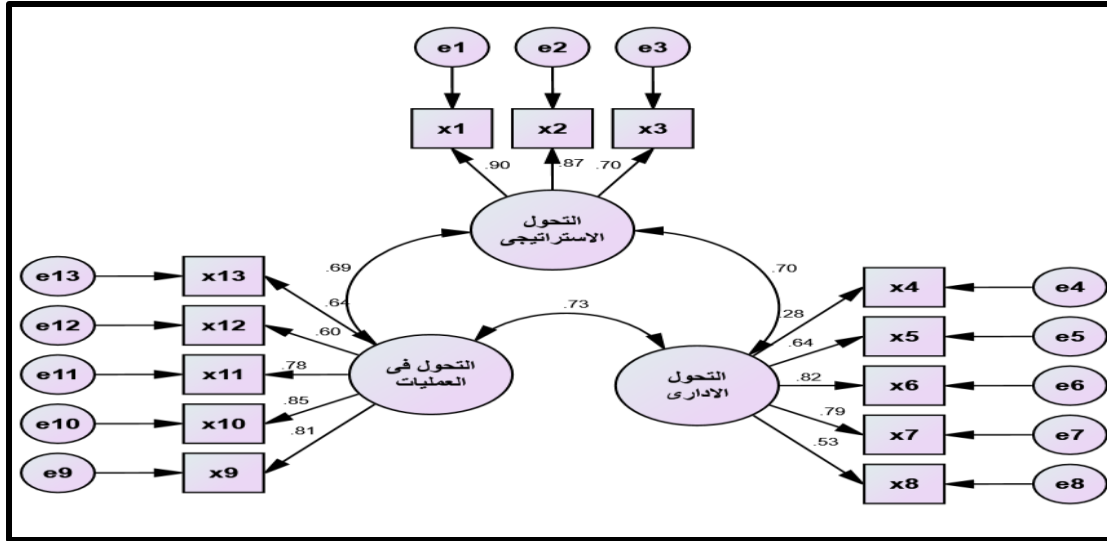 e1 e2 e3
x1 x2 x3
.90 .87 .70
التحول
الاستراتيجى
.69 .70
e13 x13 .64
e12 x12 .60
e11 x11 .78
e10 x10 .85
e9 x9 .81
التحول فى
العمليات
.73
التحول
الادارى
.28 x4 e4
.64 x5 e5
.82 x6 e6
.79 x7 e7
.53 x8 e8